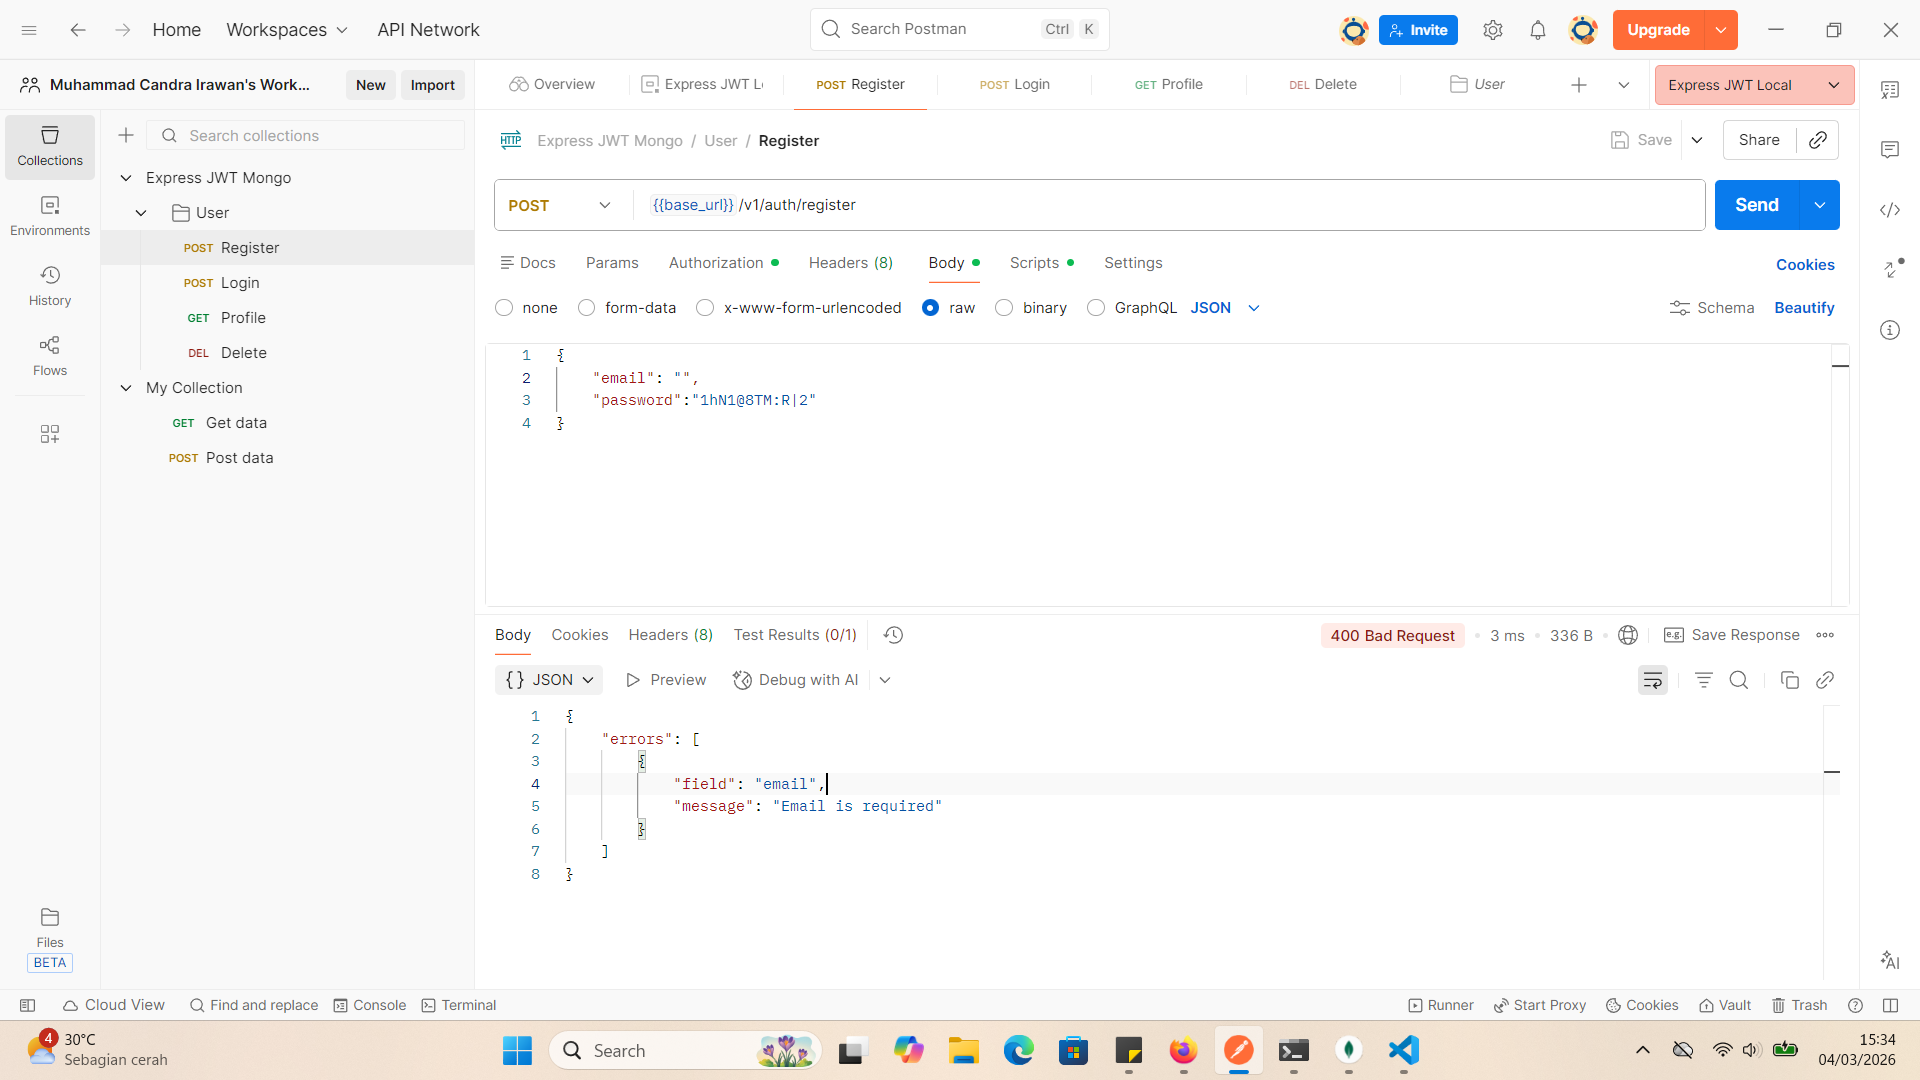 Home
Workspaces
API Network
Search Postman
Ctrl
K
Invite
Upgrade
Muhammad Candra Irawan's Work...
New
Import
Overview
Express JWT Lo
POST Register
POST Login
GET Profile
DEL Delete
User
Express JWT Local
Collections
Environments
History
Flows
Files
BETA
Search collections
Express JWT Mongo
User
POST Register
POST Login
GET Profile
DEL Delete
My Collection
GET Get data
POST Post data
HTTP
Express JWT Mongo / User / Register
Save
Share
POST
{{base_url}} /v1/auth/register
Send
Docs
Params
Authorization
Headers (8)
Body
Scripts
Settings
Cookies
none
form-data
x-www-form-urlencoded
raw
binary
GraphQL
JSON
Schema
Beautify
1 {
2 "email": "",
3 "password":"1hN1@8TM:R|2"
4 }
Body
Cookies
Headers (8)
Test Results (0/1)
400 Bad Request
3 ms
336 B
e.g.
Save Response
{} JSON
Preview
Debug with AI
1 {
2 "errors": [
3 {
4 "field": "email",
5 "message": "Email is required"
6 }
7 ]
8 }
AI
Cloud View
Find and replace
Console
Terminal
Runner
Start Proxy
Cookies
Vault
Trash
4
30°C
Sebagian cerah
Search
15:34
04/03/2026